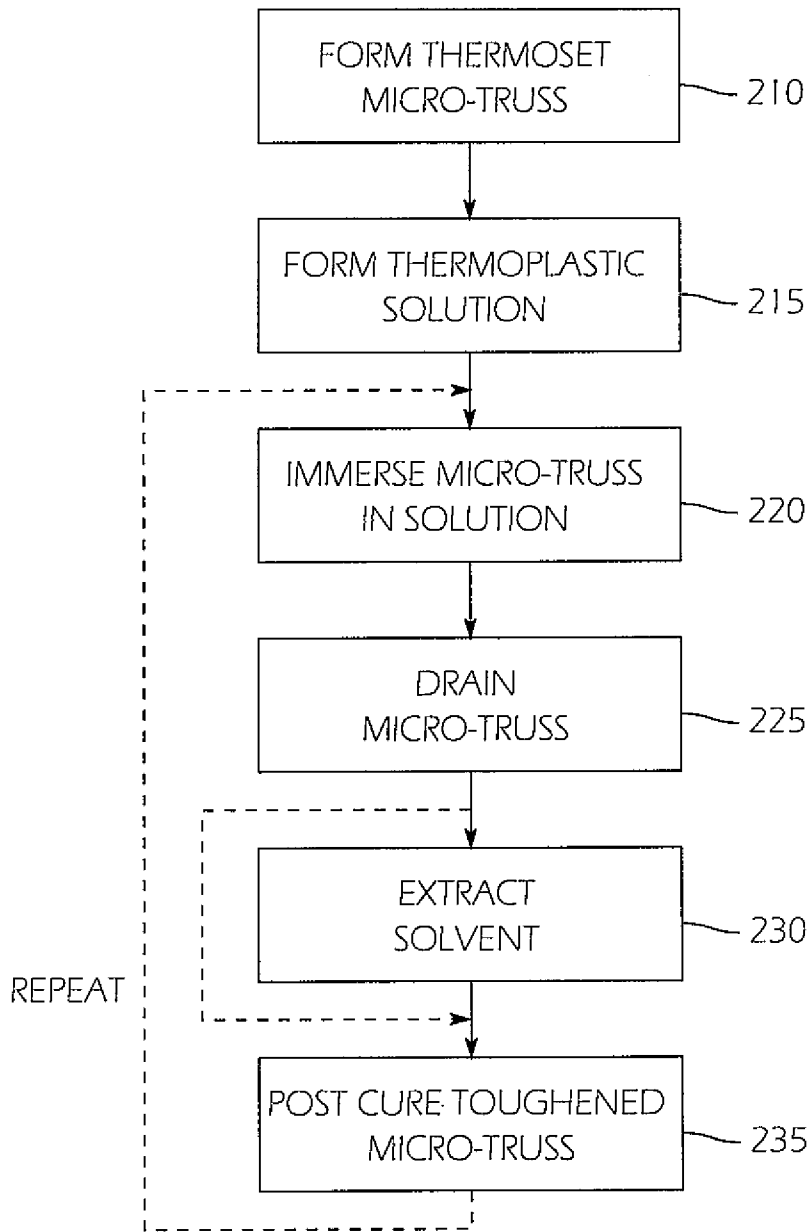 FORM THERMOSET
MICRO-TRUSS
210
FORM THERMOPLASTIC
SOLUTION
215
IMMERSE MICRO-TRUSS
IN SOLUTION
220
DRAIN
MICRO-TRUSS
225
EXTRACT
SOLVENT
230
REPEAT
POST CURE TOUGHENED
MICRO-TRUSS
235